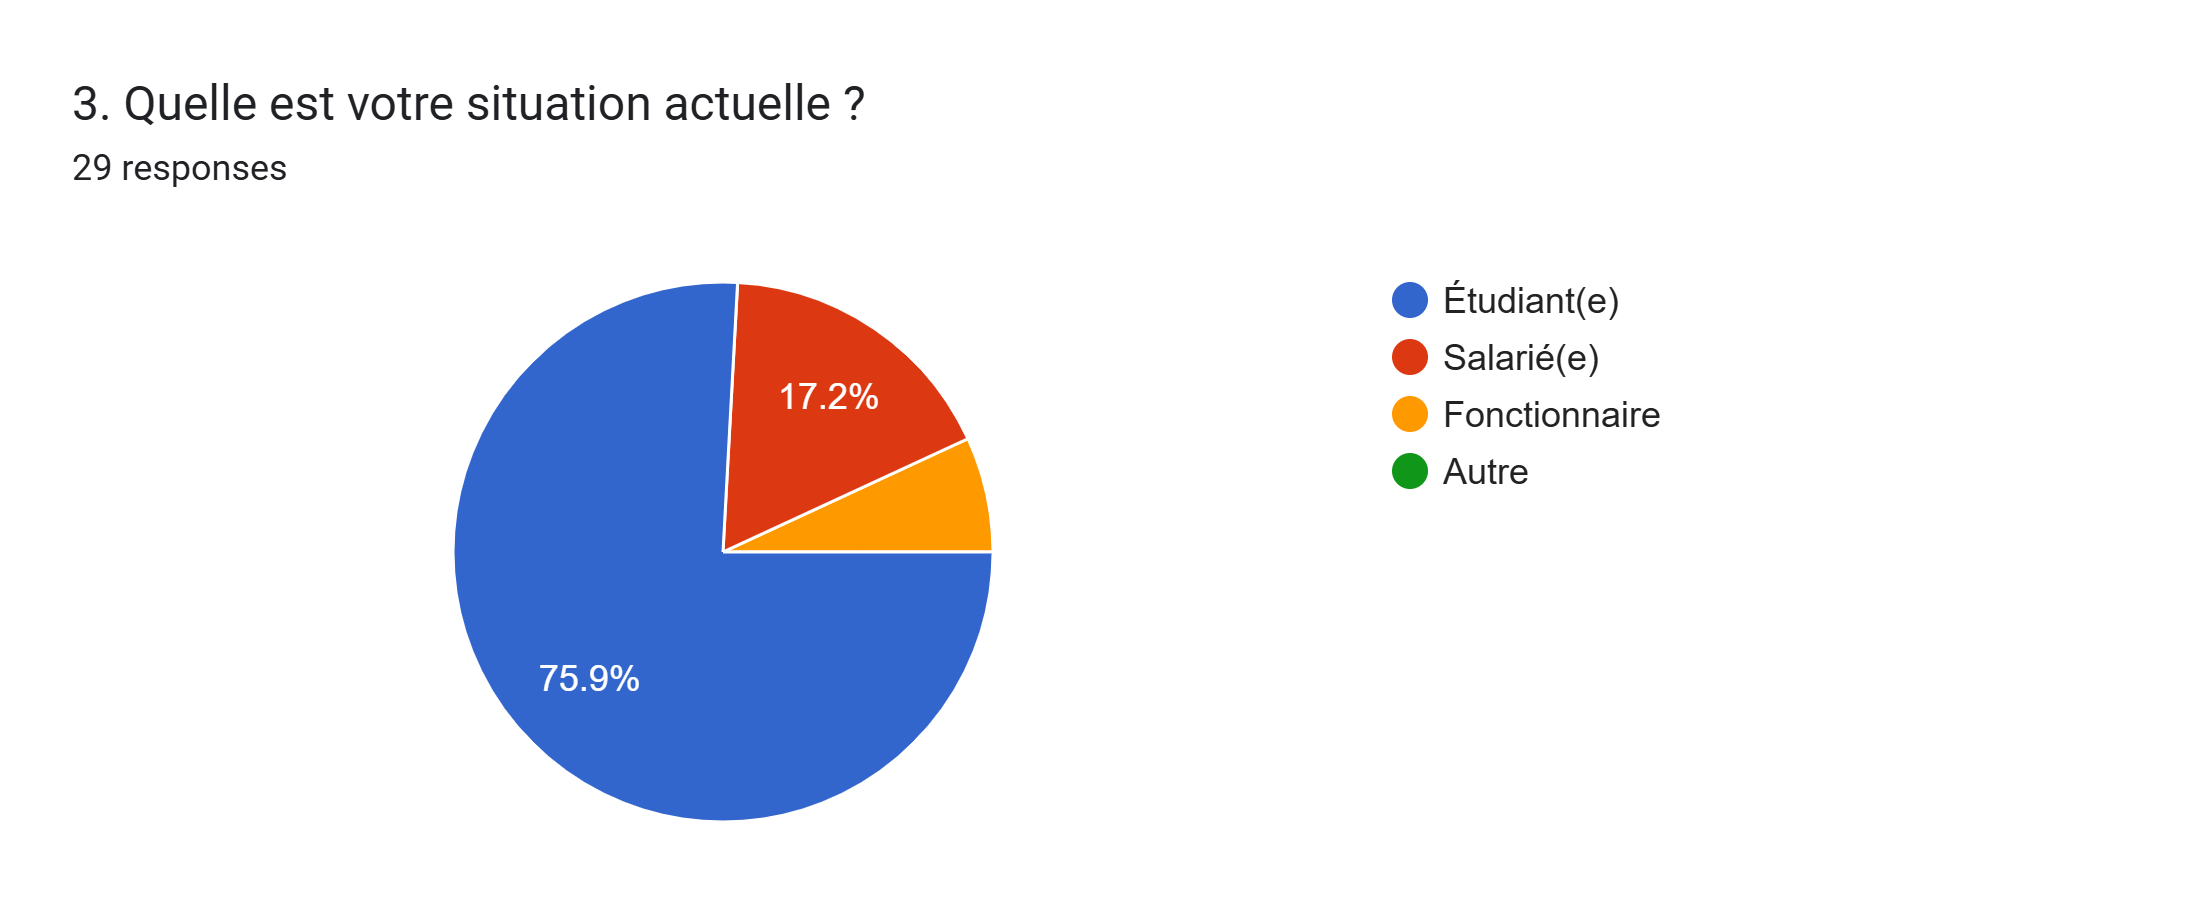 3. Quelle est votre situation actuelle ?
29 responses
17.2%
75.9%
Étudiant(e)
Salarié(e)
Fonctionnaire
Autre